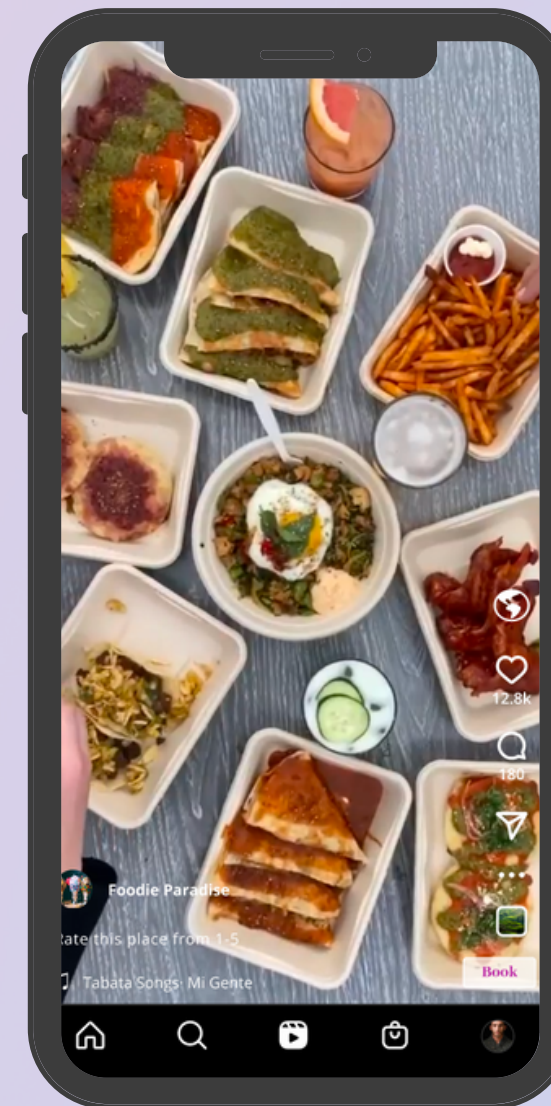 12.8k
180
Foodie Paradise
Rate this place from 1-5
Tabata Songs· Mi Gente
Book